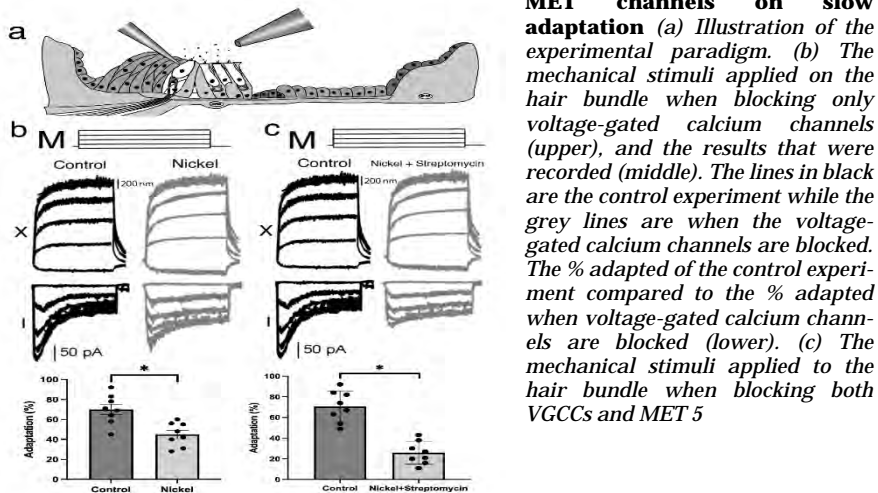 MET channels on slow
adaptation (a) Illustration of the
experimental paradigm. (b) The
mechanical stimuli applied on the
hair bundle when blocking only
voltage-gated calcium channels
(upper), and the results that were
recorded (middle). The lines in black
are the control experiment while the
grey lines are when the voltage-
gated calcium channels are blocked.
The % adapted of the control experi-
ment compared to the % adapted
when voltage-gated calcium chann-
els are blocked (lower). (c) The
mechanical stimuli applied to the
hair bundle when blocking both
VGCCs and MET 5
a
b
M
Control
Nickel
200 nm
X
I
50 pA
*
Adaptation (%)
100
80
60
40
20
0
Control
Nickel
c
M
Control
Nickel + Streptomycin
200 nm
X
I
50 pA
*
Adaptation (%)
100
80
60
40
20
0
Control
Nickel+Streptomycin